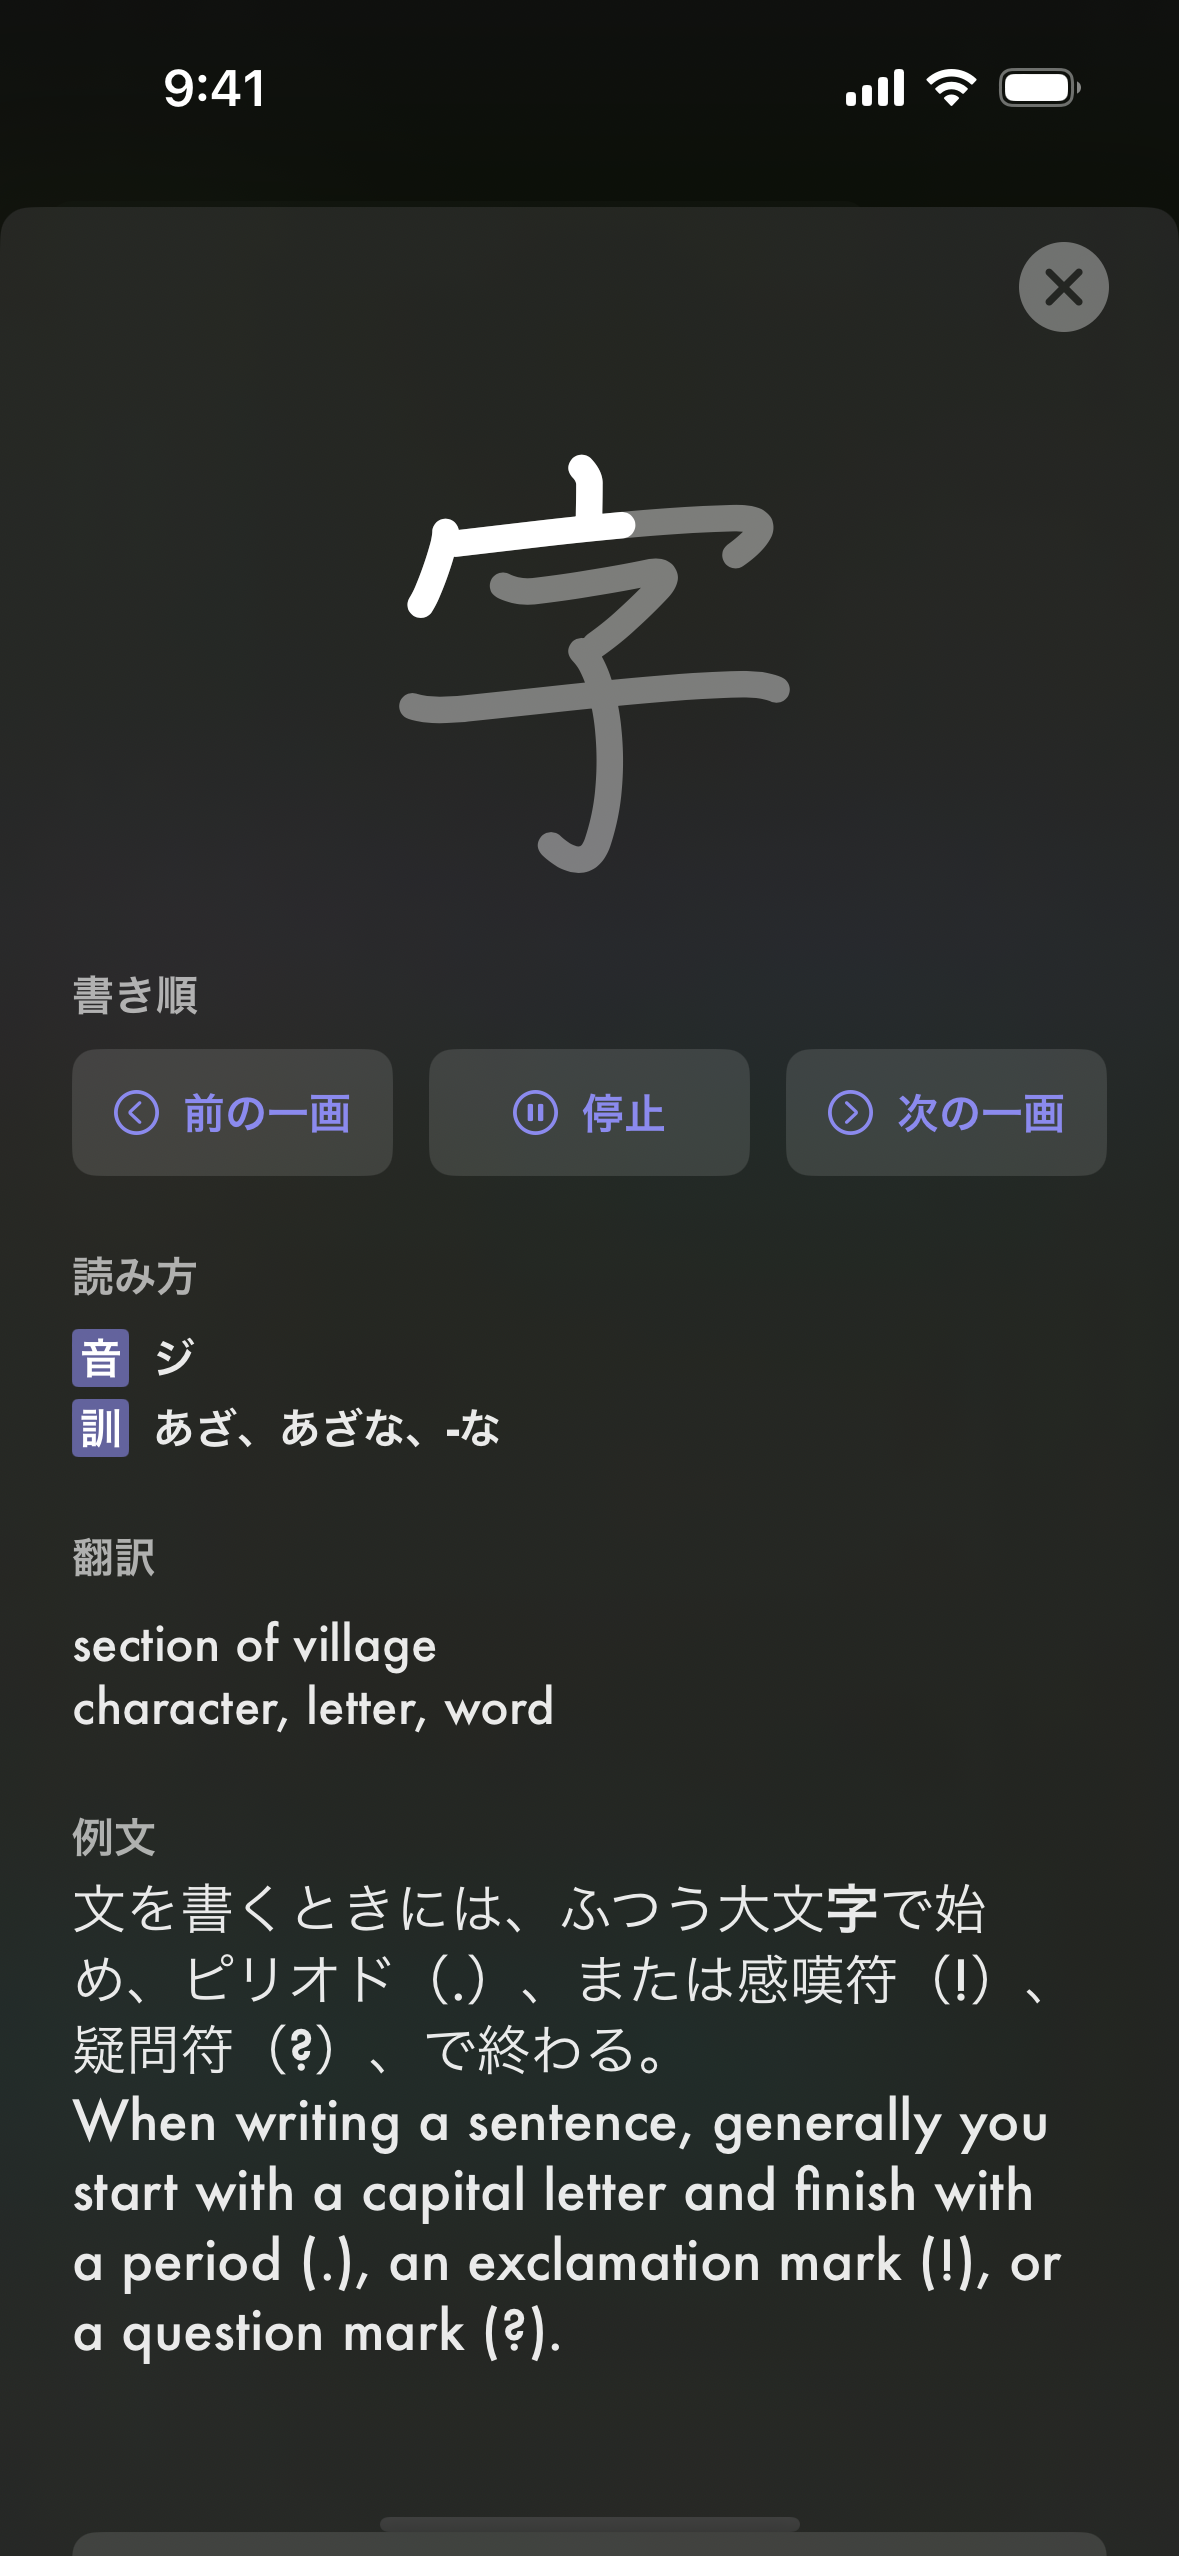 9:41
字
書き順
前の一画
停止
次の一画
読み方
音 ジ
訓 あざ、あざな、-な
翻訳
section of village
character, letter, word
例文
文を書くときには、ふつう大文字で始
め、ピリオド（.）、または感嘆符（!）、
疑問符（?）、で終わる。
When writing a sentence, generally you
start with a capital letter and finish with
a period (.), an exclamation mark (!), or
a question mark (?).